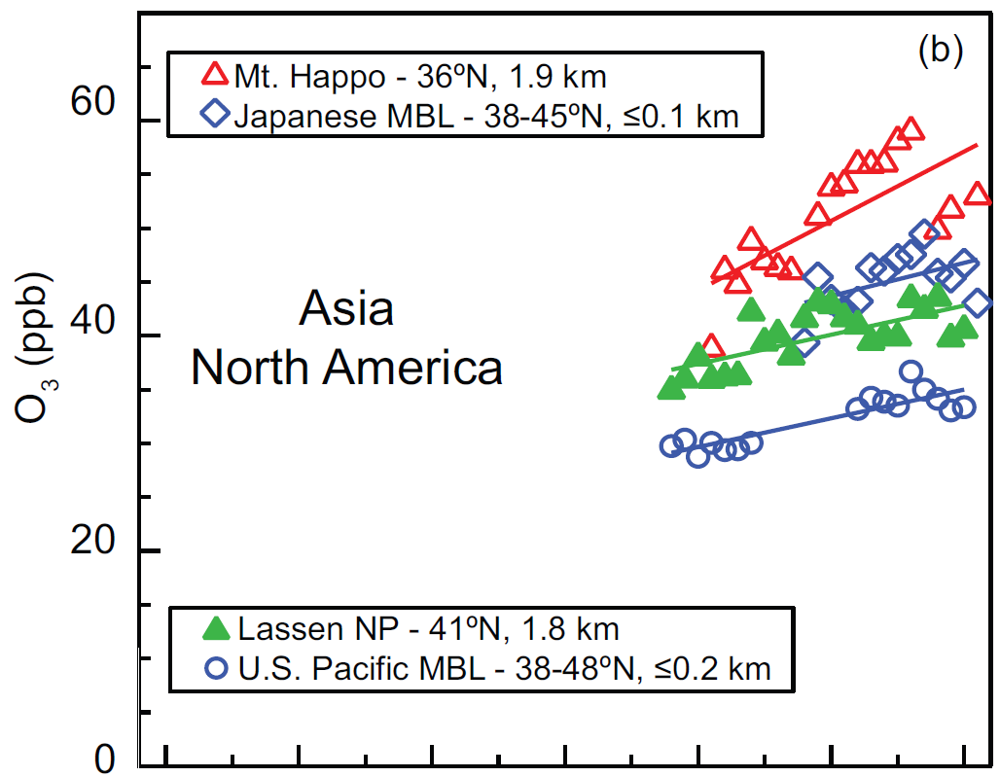 (b)
Mt. Happo - 36ºN, 1.9 km
Japanese MBL - 38-45ºN, ≤0.1 km
60
40
20
0
O₃ (ppb)
Asia
North America
Lassen NP - 41ºN, 1.8 km
U.S. Pacific MBL - 38-48ºN, ≤0.2 km